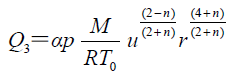 Q₃=αp M/(RT₀) u^((2-n)/(2+n)) r^((4+n)/(2+n))